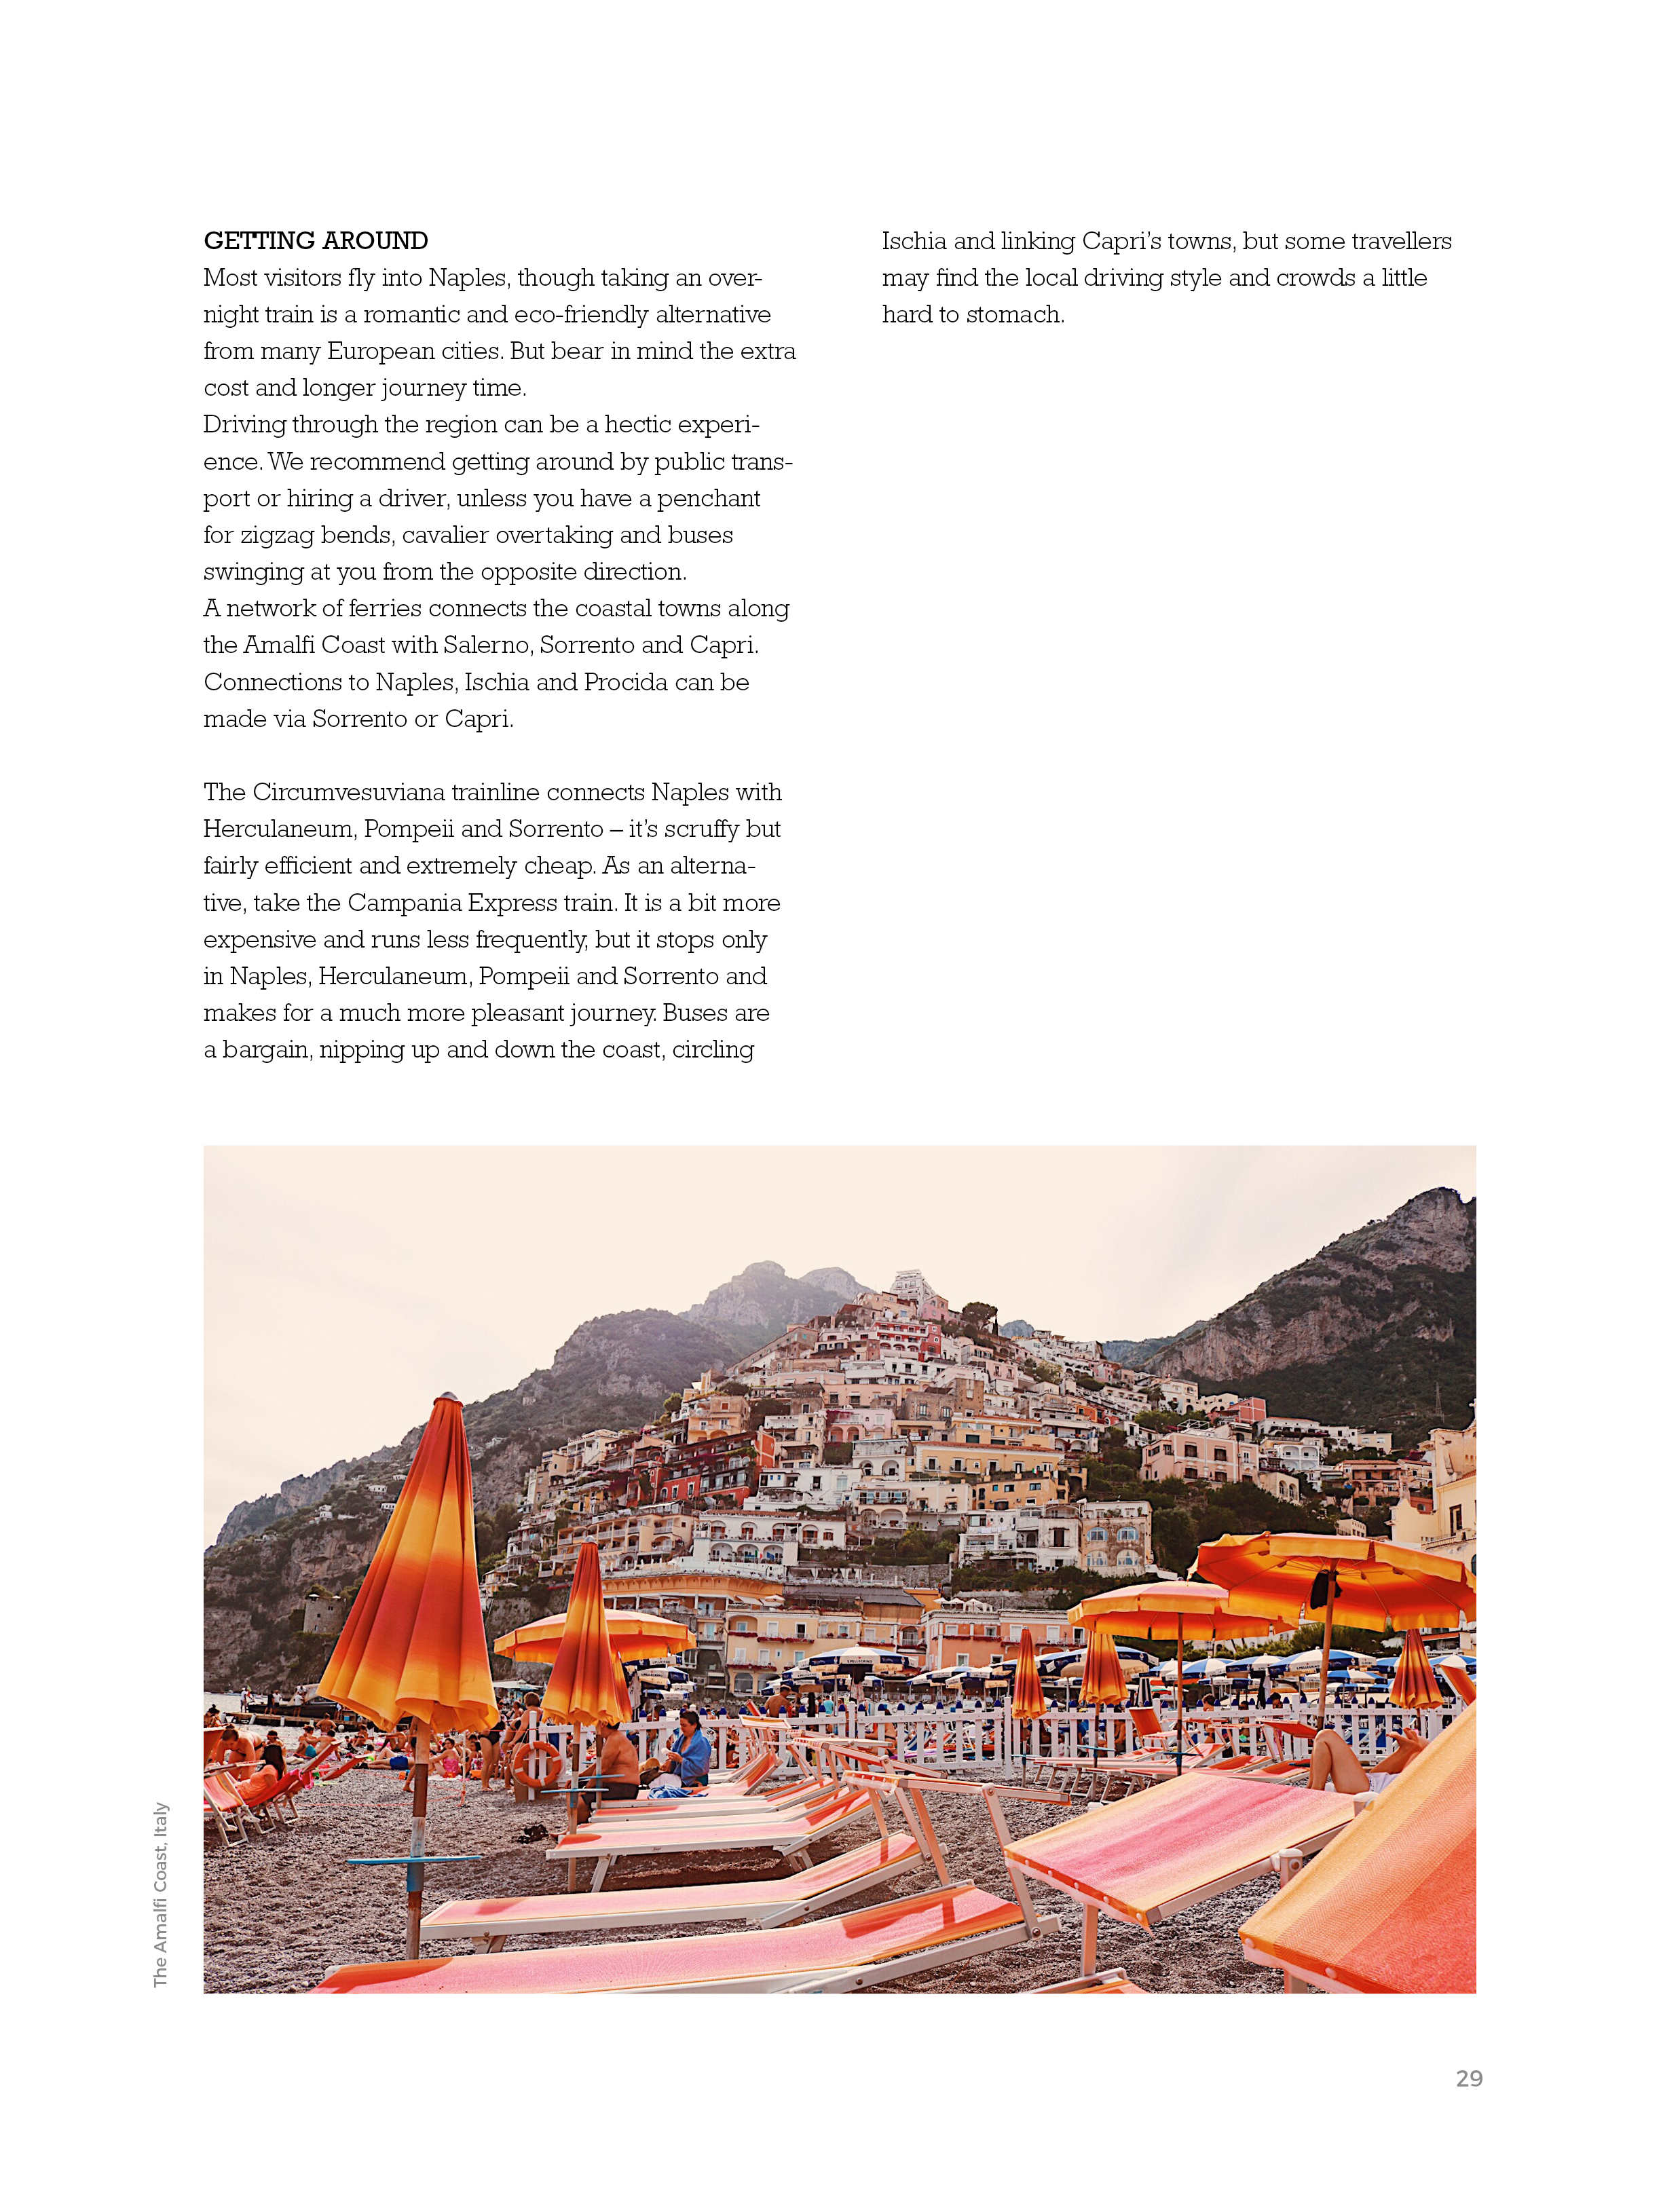 GETTING AROUND
Most visitors fly into Naples, though taking an over-
night train is a romantic and eco-friendly alternative
from many European cities. But bear in mind the extra
cost and longer journey time.
Driving through the region can be a hectic experi-
ence. We recommend getting around by public trans-
port or hiring a driver, unless you have a penchant
for zigzag bends, cavalier overtaking and buses
swinging at you from the opposite direction.
A network of ferries connects the coastal towns along
the Amalfi Coast with Salerno, Sorrento and Capri.
Connections to Naples, Ischia and Procida can be
made via Sorrento or Capri.
The Circumvesuviana trainline connects Naples with
Herculaneum, Pompeii and Sorrento – it’s scruffy but
fairly efficient and extremely cheap. As an alterna-
tive, take the Campania Express train. It is a bit more
expensive and runs less frequently, but it stops only
in Naples, Herculaneum, Pompeii and Sorrento and
makes for a much more pleasant journey. Buses are
a bargain, nipping up and down the coast, circling
Ischia and linking Capri’s towns, but some travellers
may find the local driving style and crowds a little
hard to stomach.
The Amalfi Coast, Italy
29